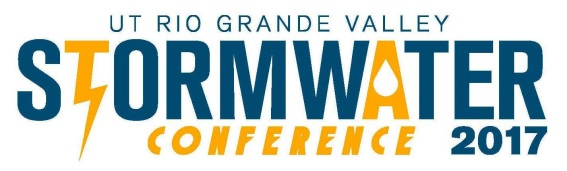 UT RIO GRANDE VALLEY
STORMWATER
CONFERENCE 2017